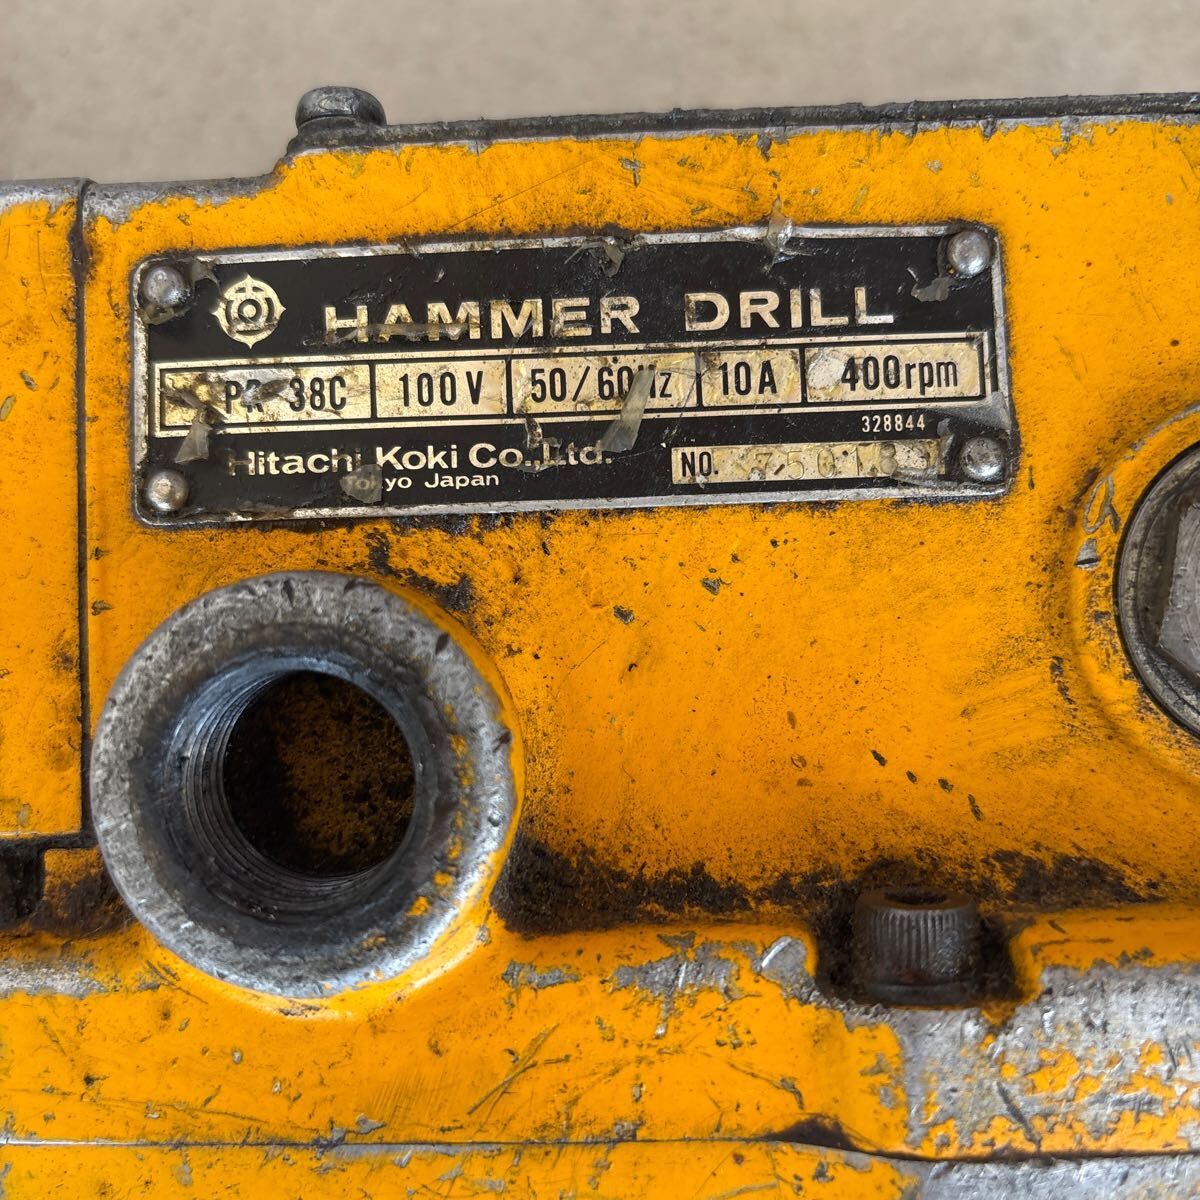 HAMMER DRILL
PR-38C 100V 50/60Hz 10A 400rpm
328844
Hitachi Koki Co.,Ltd.
Tokyo Japan
NO.